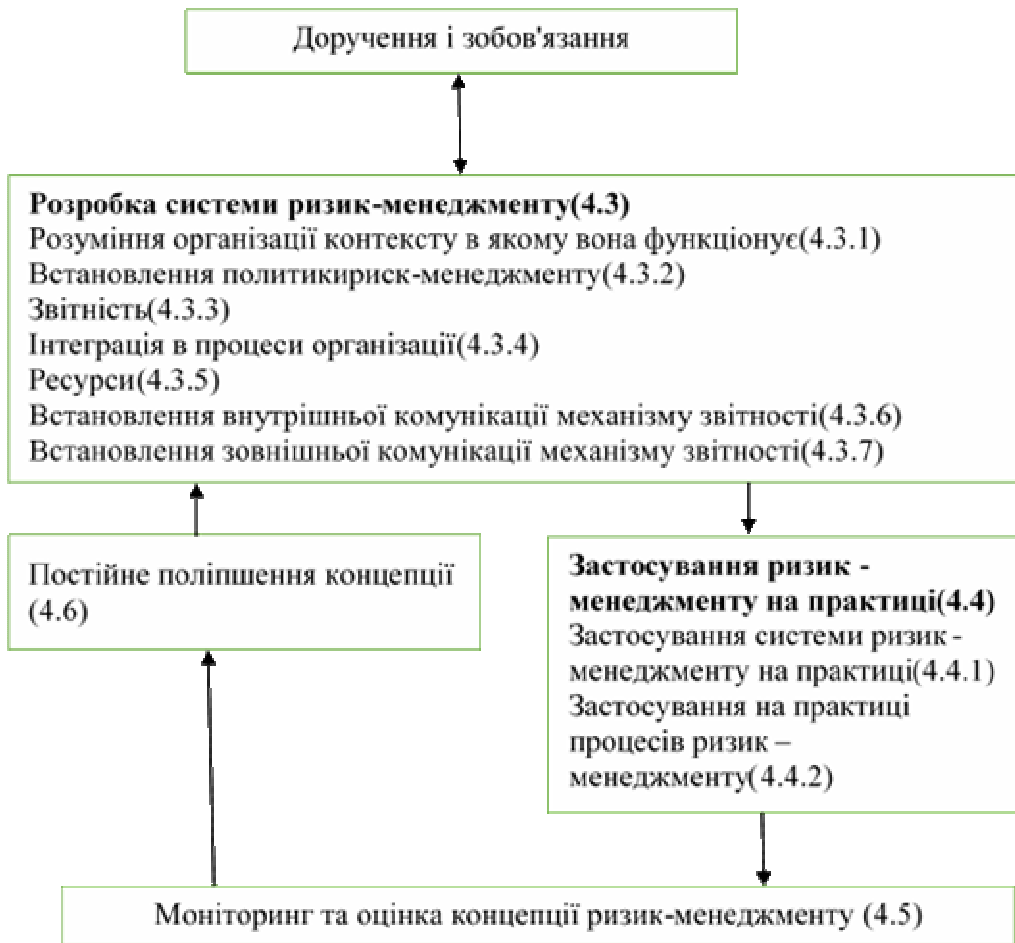 Доручення і зобов'язання
Розробка системи ризик-менеджменту(4.3)
Розуміння організації контексту в якому вона функціонує(4.3.1)
Встановлення политикириск-менеджменту(4.3.2)
Звітність(4.3.3)
Інтеграція в процеси організації(4.3.4)
Ресурси(4.3.5)
Встановлення внутрішньої комунікації механізму звітності(4.3.6)
Встановлення зовнішньої комунікації механізму звітності(4.3.7)
Постійне поліпшення концепції
(4.6)
Застосування ризик -
менеджменту на практиці(4.4)
Застосування системи ризик -
менеджменту на практиці(4.4.1)
Застосування на практиці
процесів ризик –
менеджменту(4.4.2)
Моніторинг та оцінка концепції ризик-менеджменту (4.5)